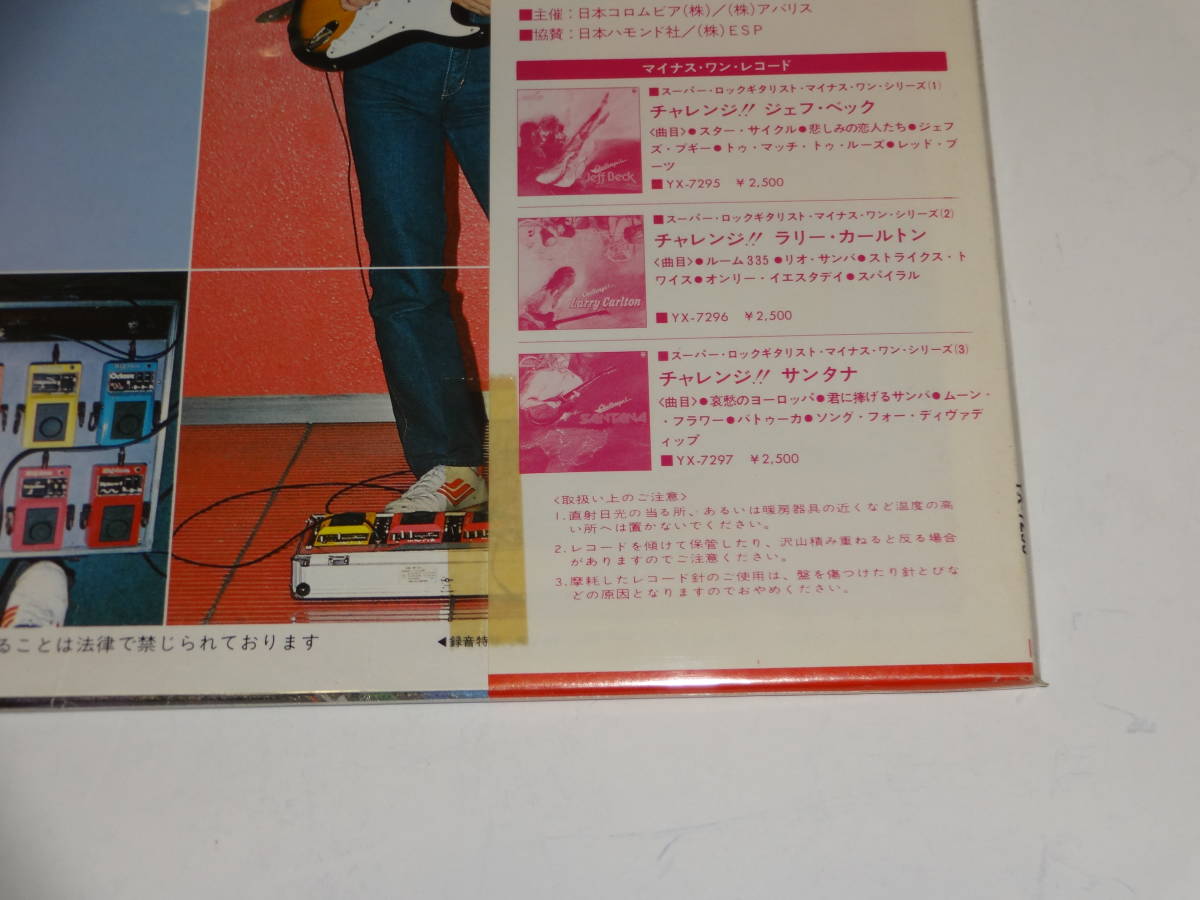 ■主催：日本コロムビア(株)／(株)アバリス
■協賛：日本ハモンド社／(株)ESP
マイナス・ワン・レコード
■スーパー・ロックギタリスト・マイナス・ワン・シリーズ(1)
チャレンジ!! ジェフ・ベック
〈曲目〉●スター・サイクル●悲しみの恋人たち●ジェフ
ズ・ブギー●トゥ・マッチ・トゥ・ルーズ●レッド・ブ
ーツ
■YX-7295 ￥2,500
Challenge!!
Jeff Beck
■スーパー・ロックギタリスト・マイナス・ワン・シリーズ(2)
チャレンジ!! ラリー・カールトン
〈曲目〉●ルーム335●リオ・サンバ●ストライクス・ト
ワイス●オンリー・イエスタデイ●スパイラル
■YX-7296 ￥2,500
Challenge!!
Larry Carlton
■スーパー・ロックギタリスト・マイナス・ワン・シリーズ(3)
チャレンジ!! サンタナ
〈曲目〉●哀愁のヨーロッパ●君に捧げるサンバ●ムーン・
・フラワー●バトゥーカ●ソング・フォー・ディヴァデ
ィップ
■YX-7297 ￥2,500
Challenge!!
SANTANA
〈取扱い上のご注意〉
1. 直射日光の当る所、あるいは暖房器具の近くなど温度の高
い所へは置かないでください。
2. レコードを傾けて保管したり、沢山積み重ねると反る場合
がありますのでご注意ください。
3. 摩耗したレコード針のご使用は、盤を傷つけたり針とびな
どの原因となりますのでおやめください。
Octave
ることは法律で禁じられております
◀録音特